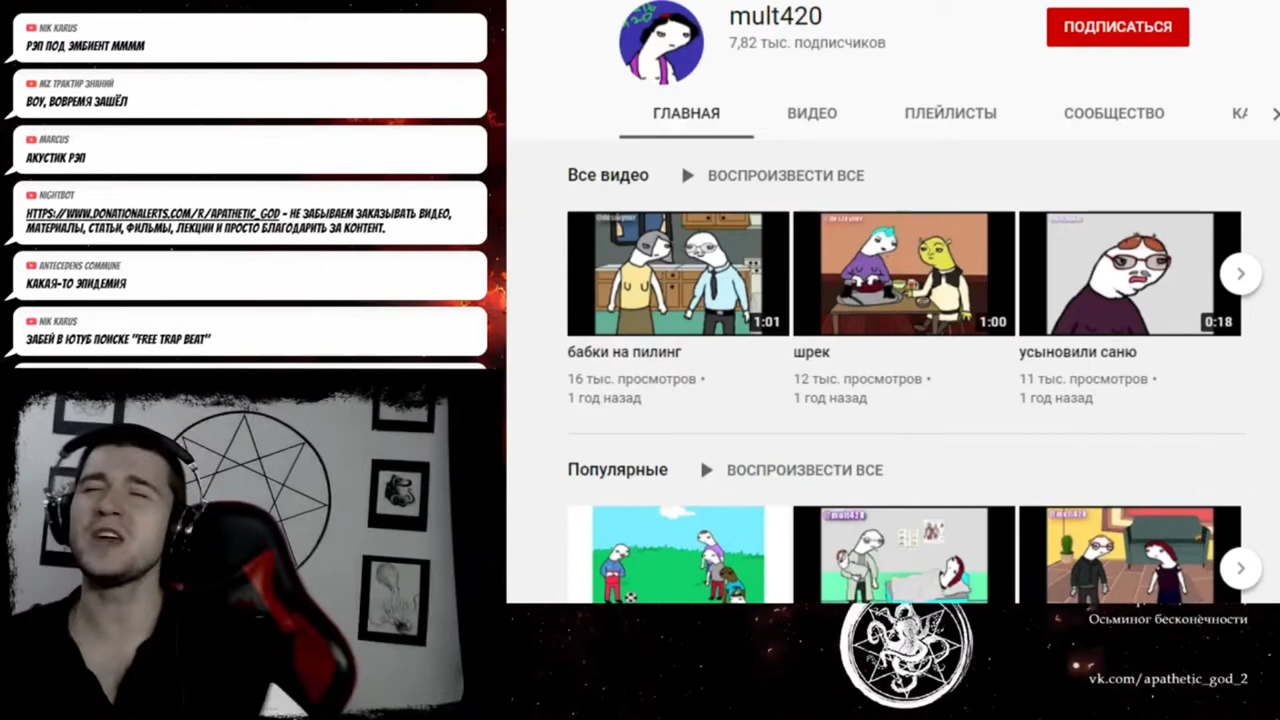 NIK KARUS
РЭП ПОД ЭМБИЕНТ ММММ
MZ ТРАКТИР ЗНАНИЙ
ВОУ, ВОВРЕМЯ ЗАШЁЛ
MARCUS
АКУСТИК РЭП
NIGHTBOT
HTTPS://WWW.DONATIONALERTS.COM/R/APATHETIC_GOD - НЕ ЗАБЫВАЕМ ЗАКАЗЫВАТЬ ВИДЕО,
МАТЕРИАЛЫ, СТАТЬИ, ФИЛЬМЫ, ЛЕКЦИИ И ПРОСТО БЛАГОДАРИТЬ ЗА КОНТЕНТ.
ANTECEDENS COMMUNE
КАКАЯ-ТО ЭПИДЕМИЯ
NIK KARUS
ЗАБЕЙ В ЮТУБ ПОИСКЕ "FREE TRAP BEAT"
mult420
7,82 тыс. подписчиков
ПОДПИСАТЬСЯ
ГЛАВНАЯ ВИДЕО ПЛЕЙЛИСТЫ СООБЩЕСТВО
Все видео ВОСПРОИЗВЕСТИ ВСЕ
1:01 1:00 0:18
бабки на пилинг шрек усыновили саню
16 тыс. просмотров • 12 тыс. просмотров • 11 тыс. просмотров •
1 год назад 1 год назад 1 год назад
Популярные ВОСПРОИЗВЕСТИ ВСЕ
@mult420 @mult420
Осьминог бесконечности
vk.com/apathetic_god_2